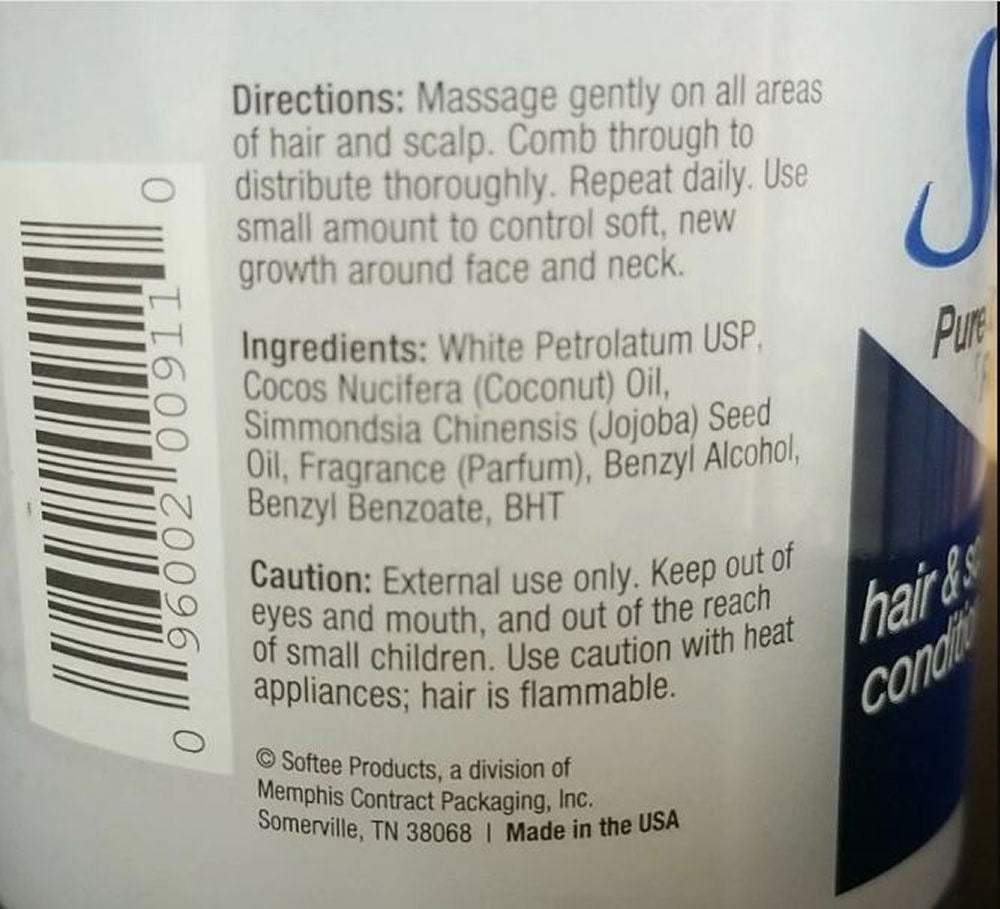 Directions: Massage gently on all areas
of hair and scalp. Comb through to
distribute thoroughly. Repeat daily. Use
small amount to control soft, new
growth around face and neck.
Ingredients: White Petrolatum USP,
Cocos Nucifera (Coconut) Oil,
Simmondsia Chinensis (Jojoba) Seed
Oil, Fragrance (Parfum), Benzyl Alcohol,
Benzyl Benzoate, BHT
Caution: External use only. Keep out of
eyes and mouth, and out of the reach
of small children. Use caution with heat
appliances; hair is flammable.
© Softee Products, a division of
Memphis Contract Packaging, Inc.
Somerville, TN 38068 | Made in the USA
0 96002 00911 0
Pure
hair &